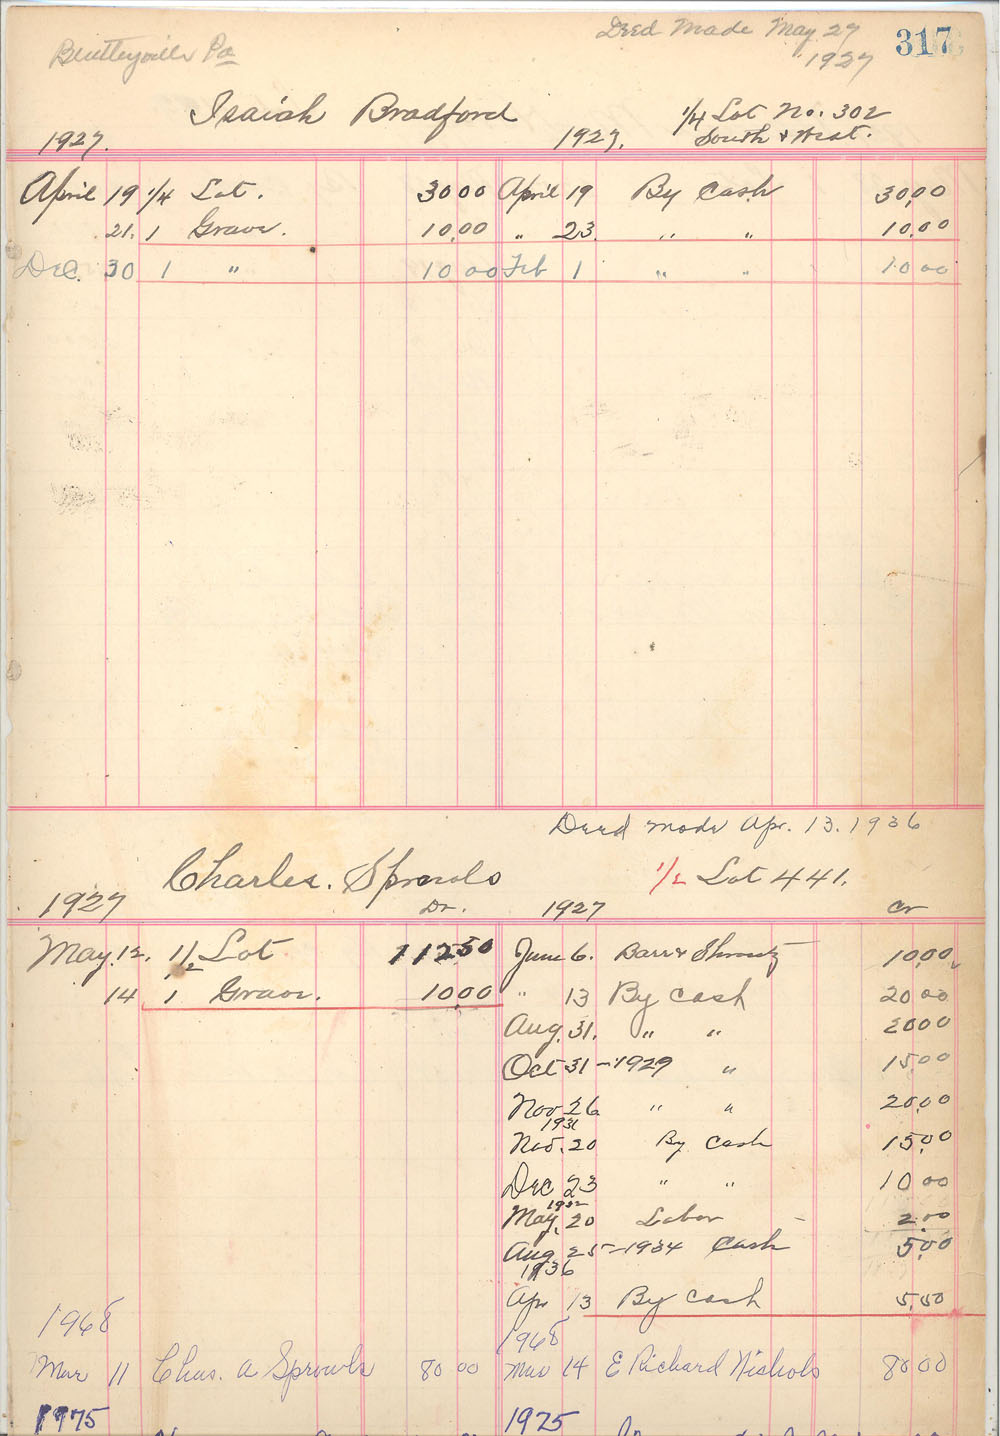 Deed Made May 27 317
Bentleyville Pa 1927
Isaiah Bradford 1/4 Lot No. 302
1927. 1927. South & West.
April 19 1/4 Lot. 30 00 April 19 By Cash 30.00
21. 1 Grave. 10.00 " 23. " " 10.00
Dec. 30 1 " 10 00 Feb 1 " " 10 00
Deed made Apr. 13. 1936
Charles. Sprowls 1/2 Lot 441.
1927 Dr. 1927 Cr
May. 12. 1/2 Lot 112 50 June 6. Barr & 10.00
14 1 Grave. 10.00 " 13 By Cash 20 00
Aug. 31. " " 20 00
Oct 31 - 1929 " 15.00
Nov 26 " " 20.00
1931
Nov. 20 By Cash 15.00
Dec 23 " " 10 00
1932
May, 20 Labor - 2.00
Aug 25 - 1934 Cash 5.00
1936
Apr 13 By Cash 5.50
1968 1968
Mar 11 Chas. A Sprowls 80 00 Mar 14 E Richard Nichols 80 00
1975 1975